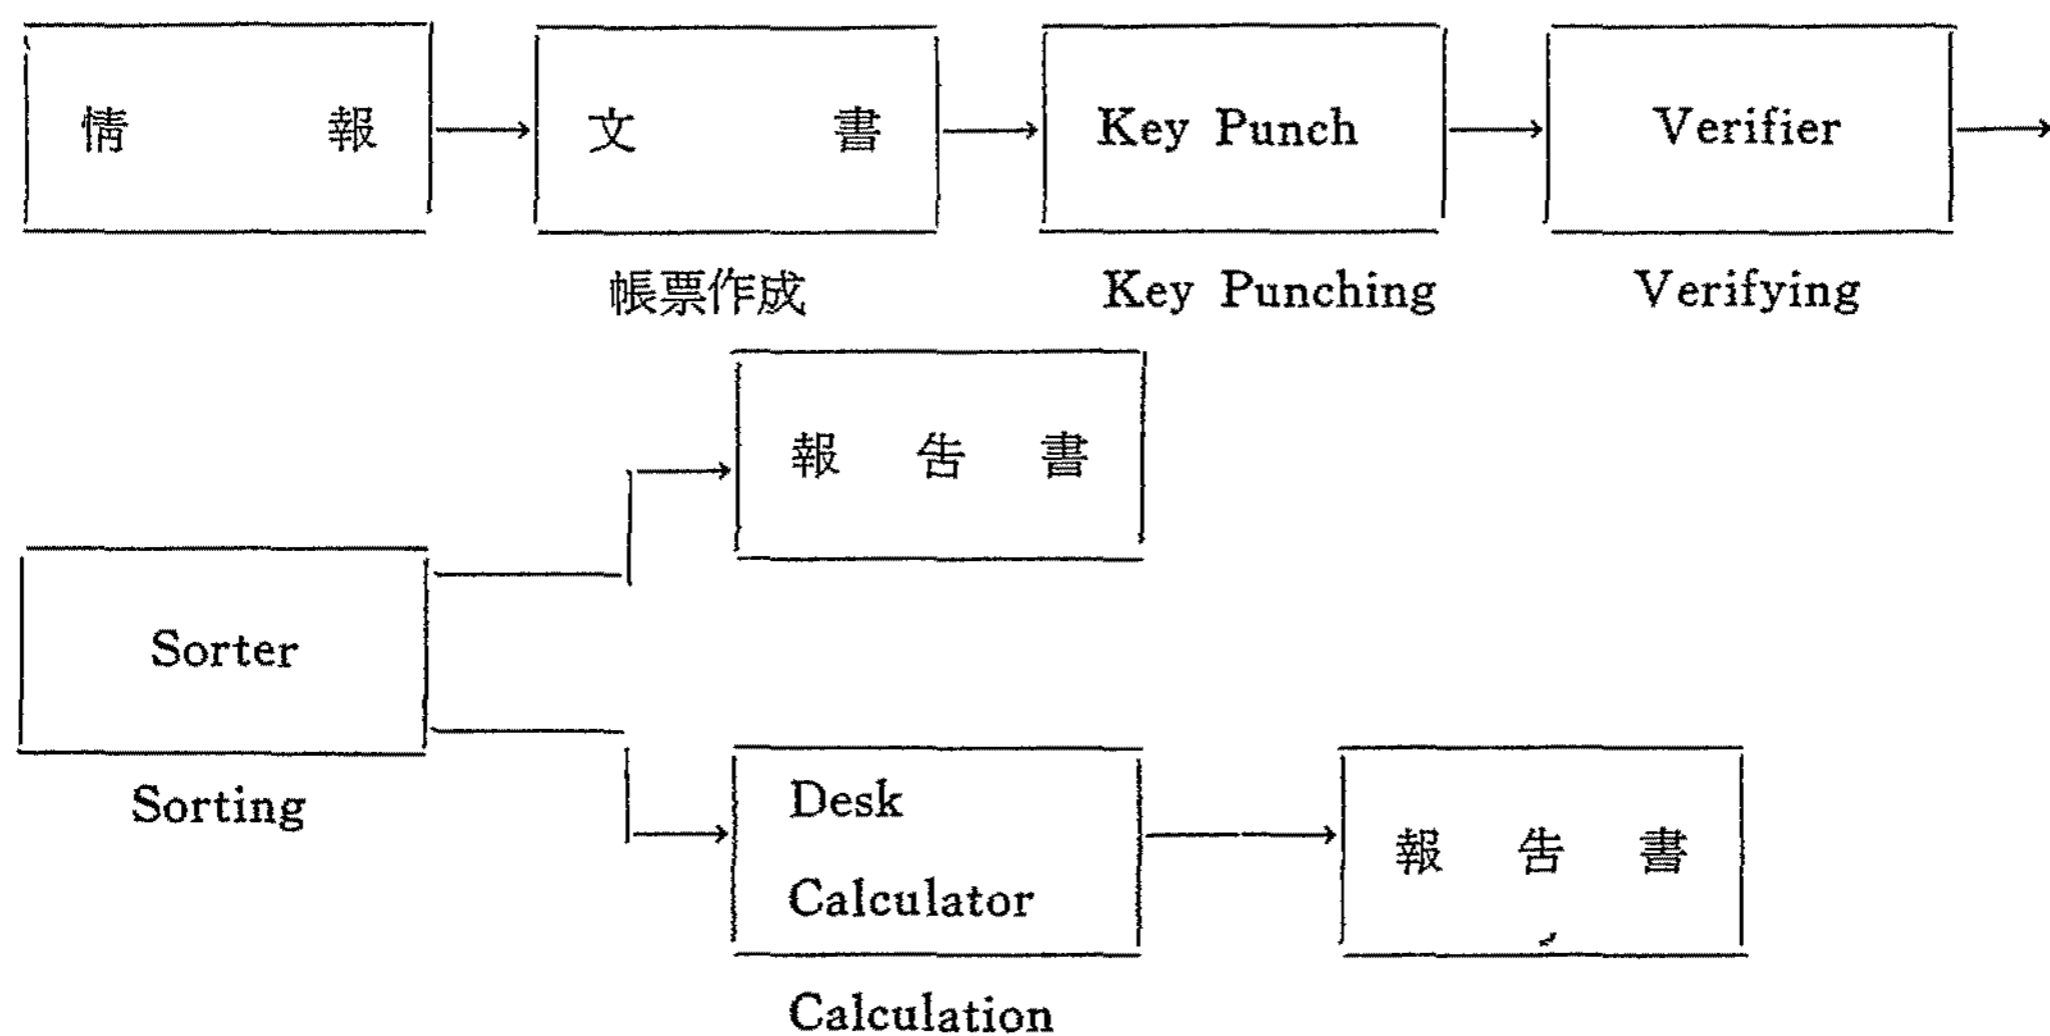 情報
文書
Key Punch
Verifier
帳票作成
Key Punching
Verifying
報告書
Sorter
Sorting
Desk
Calculator
報告書
Calculation